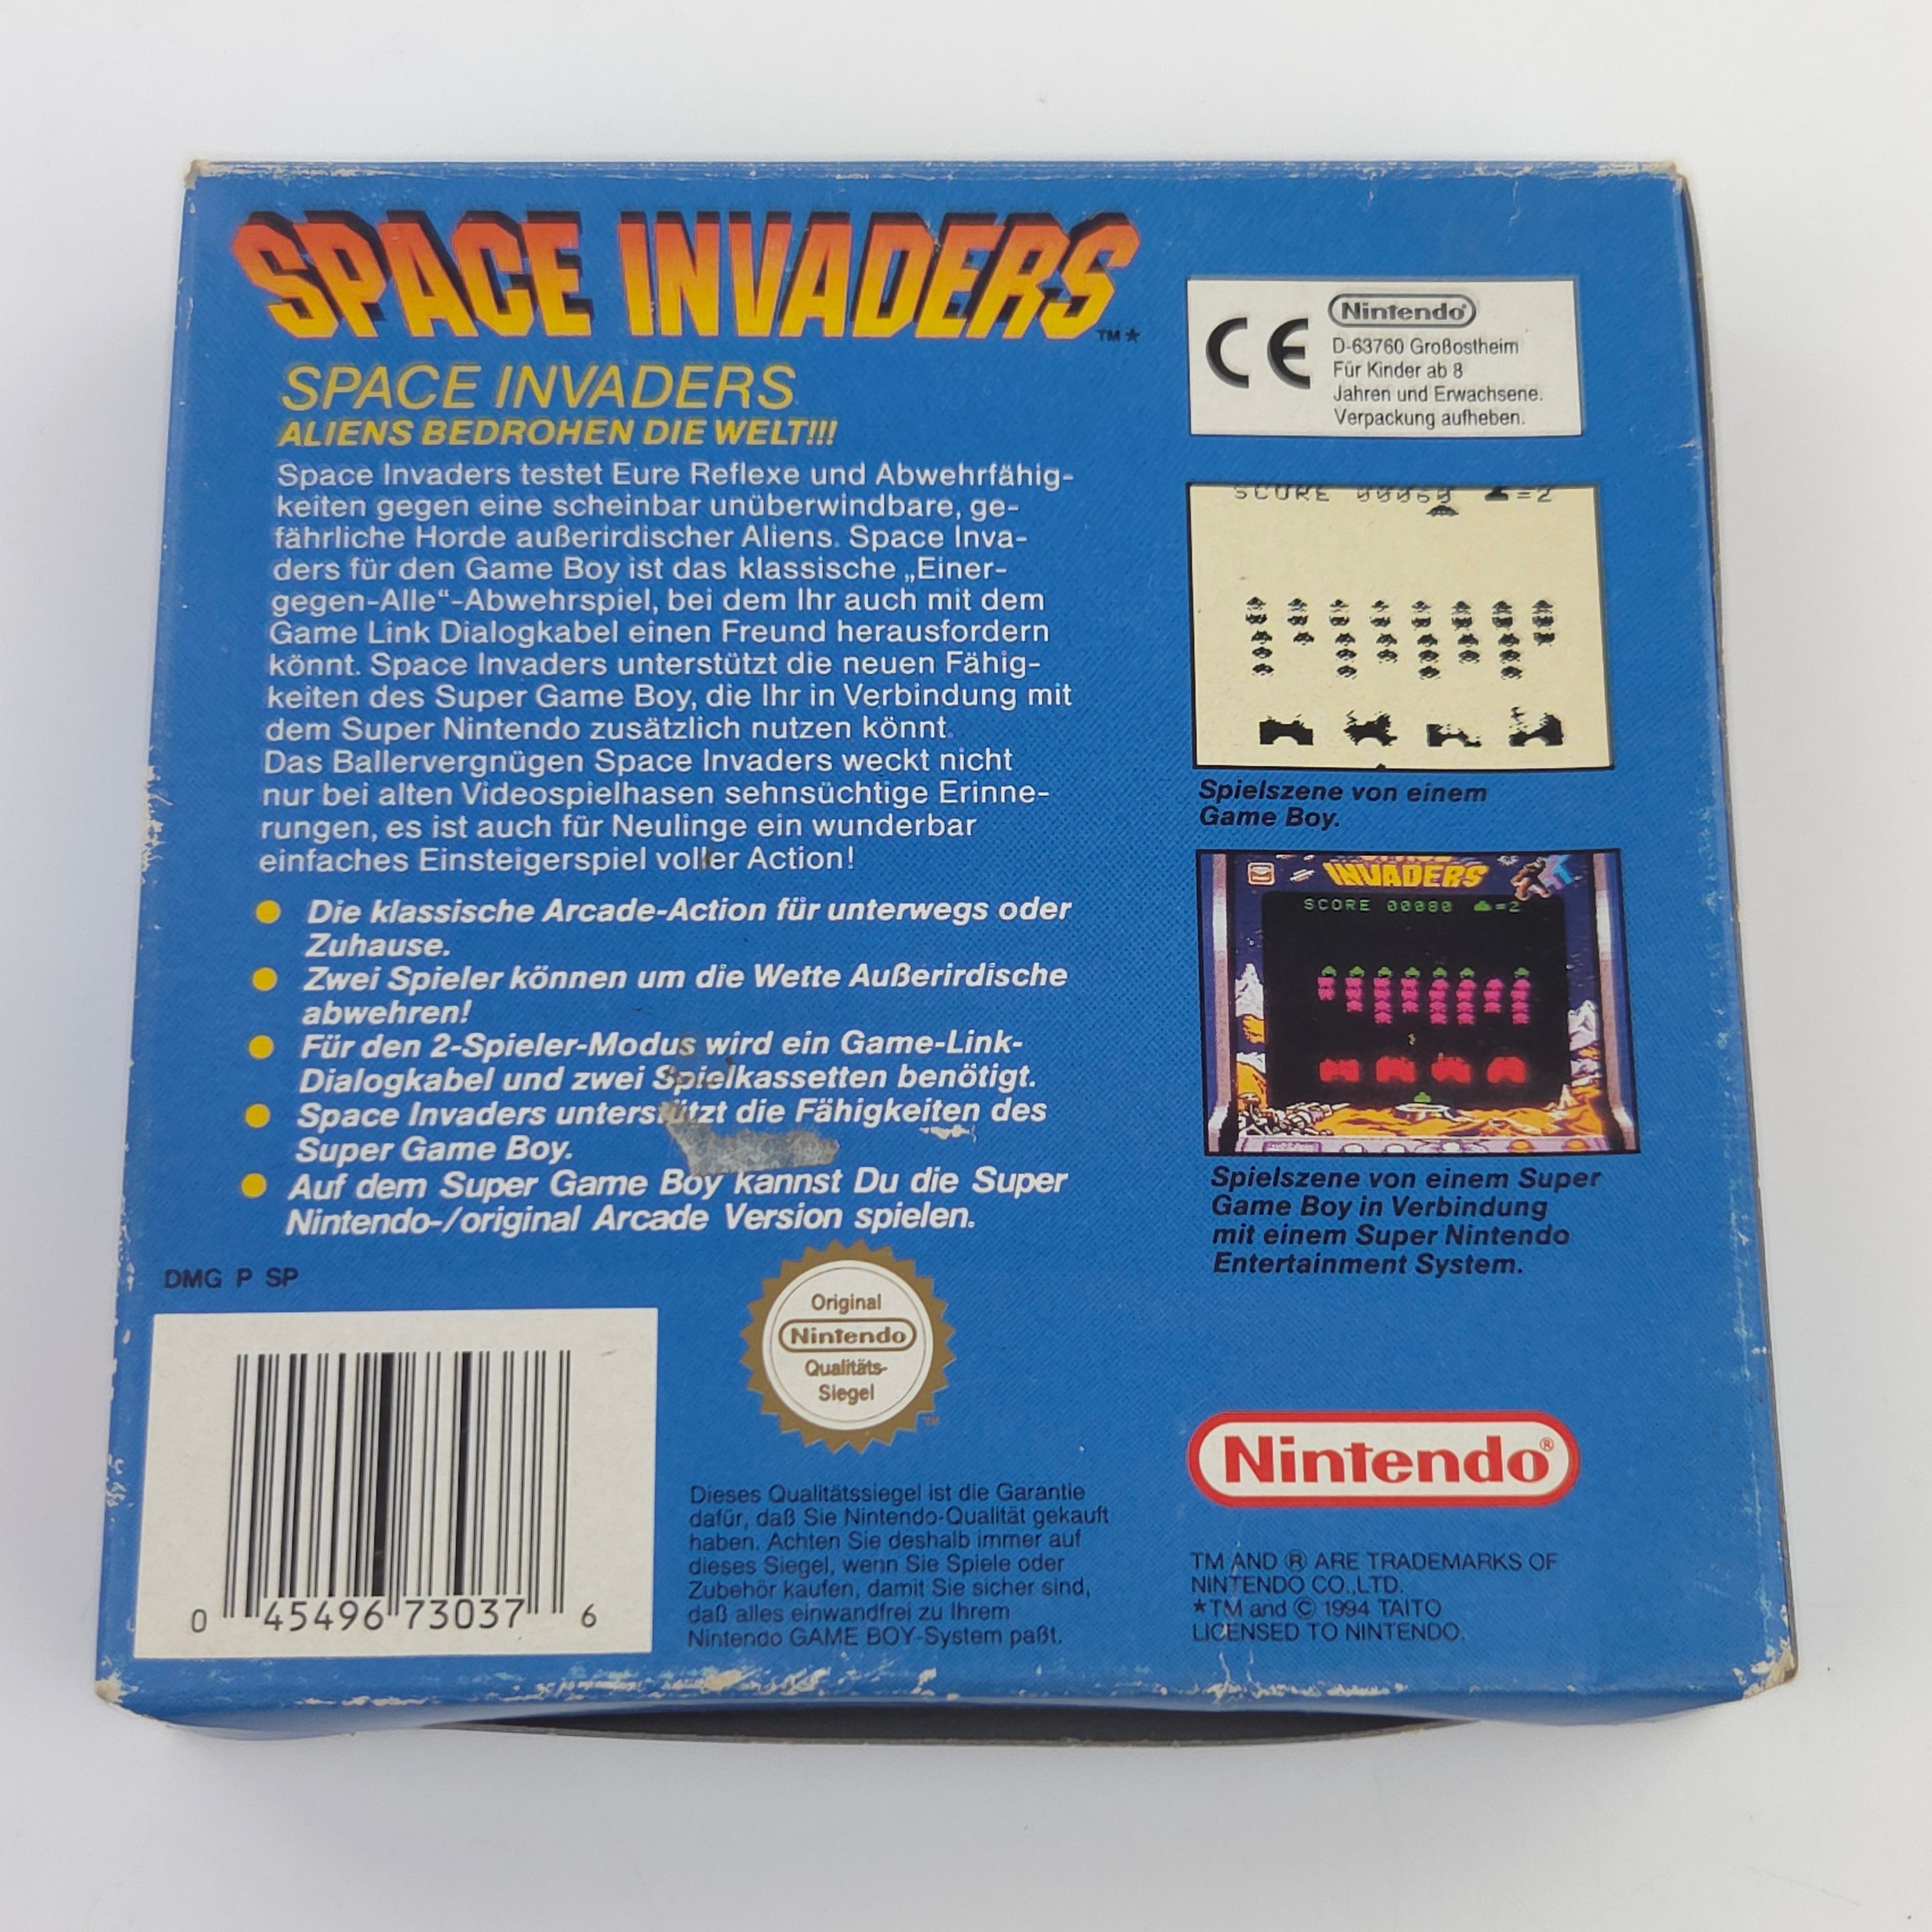 SPACE INVADERS
TM ★
SPACE INVADERS
ALIENS BEDROHEN DIE WELT!!!
Space Invaders testet Eure Reflexe und Abwehrfähig-
keiten gegen eine scheinbar unüberwindbare, ge-
fährliche Horde außerirdischer Aliens. Space Inva-
ders für den Game Boy ist das klassische „Einer-
gegen-Alle“-Abwehrspiel, bei dem Ihr auch mit dem
Game Link Dialogkabel einen Freund herausfordern
könnt. Space Invaders unterstützt die neuen Fähig-
keiten des Super Game Boy, die Ihr in Verbindung mit
dem Super Nintendo zusätzlich nutzen könnt.
Das Ballervergnügen Space Invaders weckt nicht
nur bei alten Videospielhasen sehnsüchtige Erinne-
rungen, es ist auch für Neulinge ein wunderbar
einfaches Einsteigerspiel voller Action!
● Die klassische Arcade-Action für unterwegs oder
Zuhause.
● Zwei Spieler können um die Wette Außerirdische
abwehren!
● Für den 2-Spieler-Modus wird ein Game-Link-
Dialogkabel und zwei Spielkassetten benötigt.
● Space Invaders unterstützt die Fähigkeiten des
Super Game Boy.
● Auf dem Super Game Boy kannst Du die Super
Nintendo-/original Arcade Version spielen.
DMG P SP
0 45496 73037 6
Original
Nintendo
Qualitäts-
Siegel
TM
Dieses Qualitätssiegel ist die Garantie
dafür, daß Sie Nintendo-Qualität gekauft
haben. Achten Sie deshalb immer auf
dieses Siegel, wenn Sie Spiele oder
Zubehör kaufen, damit Sie sicher sind,
daß alles einwandfrei zu Ihrem
Nintendo GAME BOY-System paßt.
CE
Nintendo®
D-63760 Großostheim
Für Kinder ab 8
Jahren und Erwachsene.
Verpackung aufheben.
SCORE 00060 =2
Spielszene von einem
Game Boy.
SPACE
INVADERS
SCORE 00080 =2
Spielszene von einem Super
Game Boy in Verbindung
mit einem Super Nintendo
Entertainment System.
Nintendo®
TM AND ® ARE TRADEMARKS OF
NINTENDO CO.,LTD.
★TM and © 1994 TAITO
LICENSED TO NINTENDO.